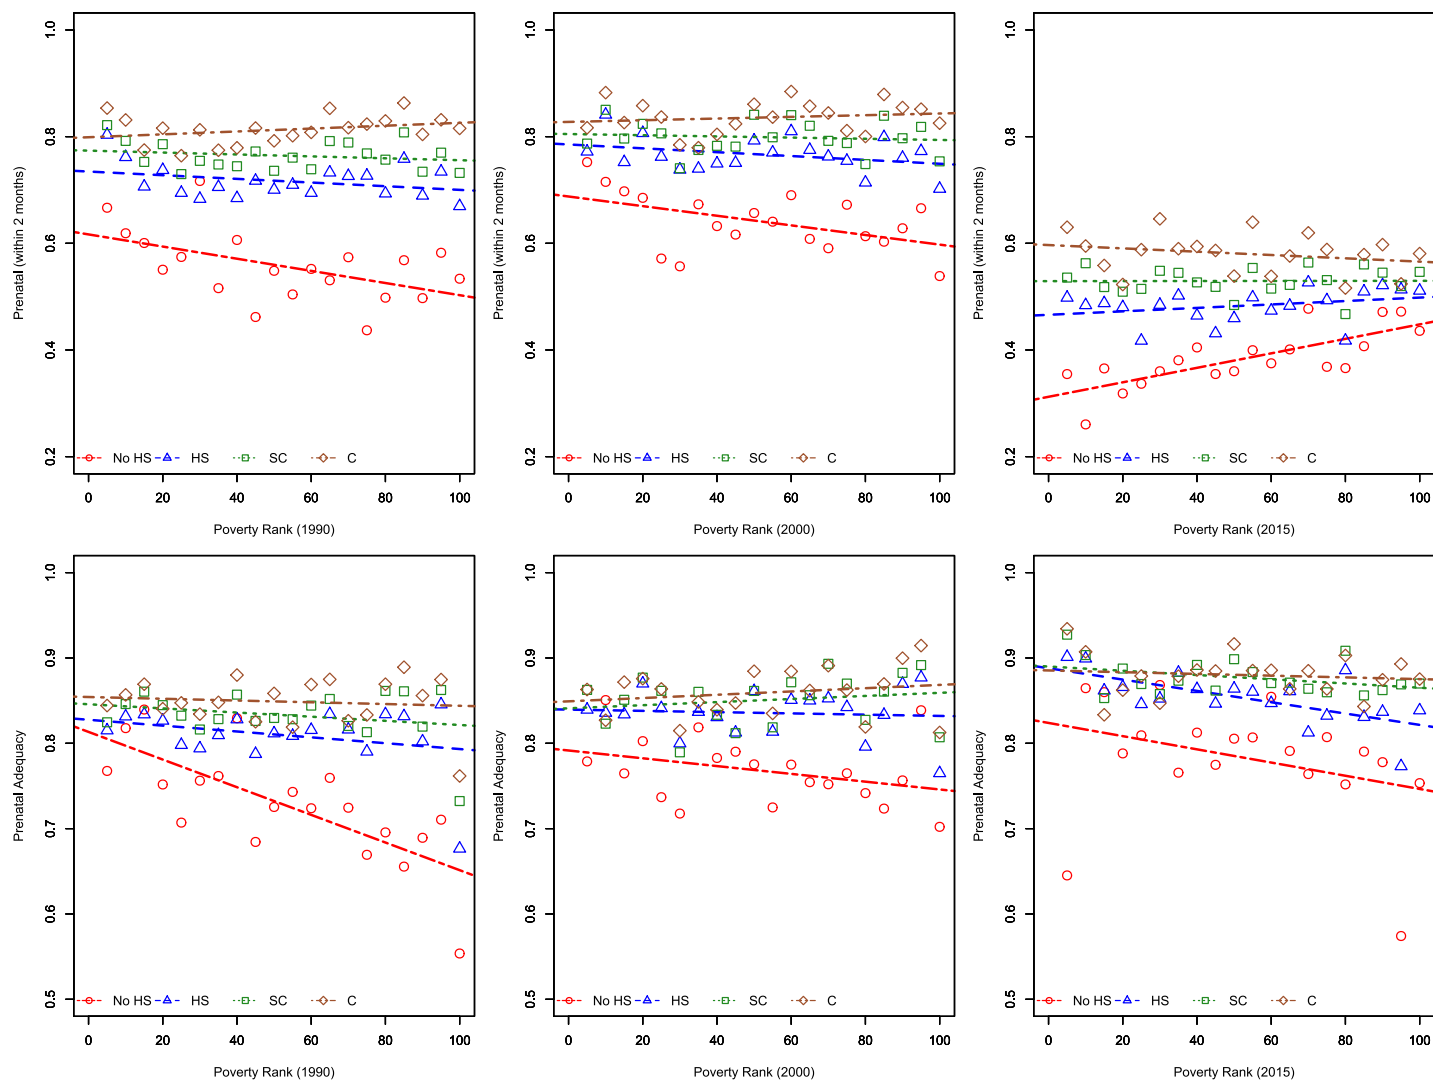 Prenatal (within 2 months)
1.0
0.8
0.6
0.4
0.2
No HS HS SC C
0 20 40 60 80 100
Poverty Rank (1990)
Prenatal (within 2 months)
1.0
0.8
0.6
0.4
0.2
No HS HS SC C
0 20 40 60 80 100
Poverty Rank (2000)
Prenatal (within 2 months)
1.0
0.8
0.6
0.4
0.2
No HS HS SC C
0 20 40 60 80 100
Poverty Rank (2015)
Prenatal Adequacy
1.0
0.9
0.8
0.7
0.6
0.5
No HS HS SC C
0 20 40 60 80 100
Poverty Rank (1990)
Prenatal Adequacy
1.0
0.9
0.8
0.7
0.6
0.5
No HS HS SC C
0 20 40 60 80 100
Poverty Rank (2000)
Prenatal Adequacy
1.0
0.9
0.8
0.7
0.6
0.5
No HS HS SC C
0 20 40 60 80 100
Poverty Rank (2015)